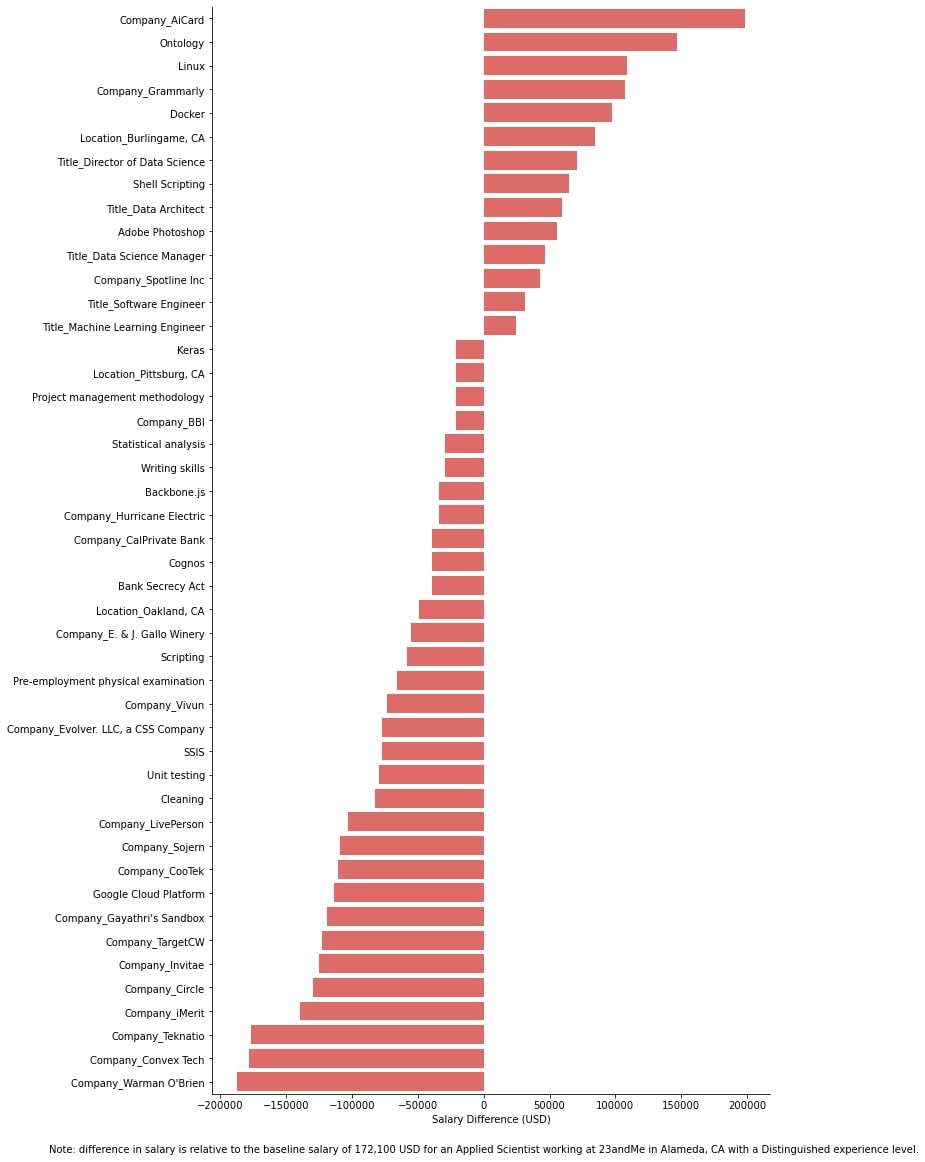 Company_AiCard
Ontology
Linux
Company_Grammarly
Docker
Location_Burlingame, CA
Title_Director of Data Science
Shell Scripting
Title_Data Architect
Adobe Photoshop
Title_Data Science Manager
Company_Spotline Inc
Title_Software Engineer
Title_Machine Learning Engineer
Keras
Location_Pittsburg, CA
Project management methodology
Company_BBI
Statistical analysis
Writing skills
Backbone.js
Company_Hurricane Electric
Company_CalPrivate Bank
Cognos
Bank Secrecy Act
Location_Oakland, CA
Company_E. & J. Gallo Winery
Scripting
Pre-employment physical examination
Company_Vivun
Company_Evolver. LLC, a CSS Company
SSIS
Unit testing
Cleaning
Company_LivePerson
Company_Sojern
Company_CooTek
Google Cloud Platform
Company_Gayathri's Sandbox
Company_TargetCW
Company_Invitae
Company_Circle
Company_iMerit
Company_Teknatio
Company_Convex Tech
Company_Warman O'Brien
−200000 −150000 −100000 −50000 0 50000 100000 150000 200000
Salary Difference (USD)
Note: difference in salary is relative to the baseline salary of 172,100 USD for an Applied Scientist working at 23andMe in Alameda, CA with a Distinguished experience level.